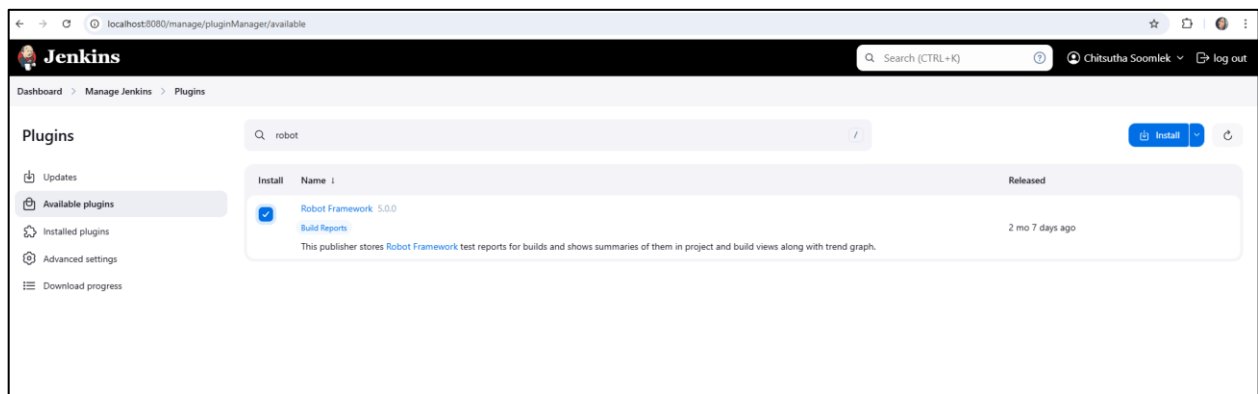 localhost:8080/manage/pluginManager/available
Jenkins
Search (CTRL+K)
?
Chitsutha Soomlek
log out
Dashboard > Manage Jenkins > Plugins
Plugins
robot
/
Install
Updates
Available plugins
Installed plugins
Advanced settings
Download progress
Install Name ↓ Released
Robot Framework 5.0.0
Build Reports
This publisher stores Robot Framework test reports for builds and shows summaries of them in project and build views along with trend graph.
2 mo 7 days ago